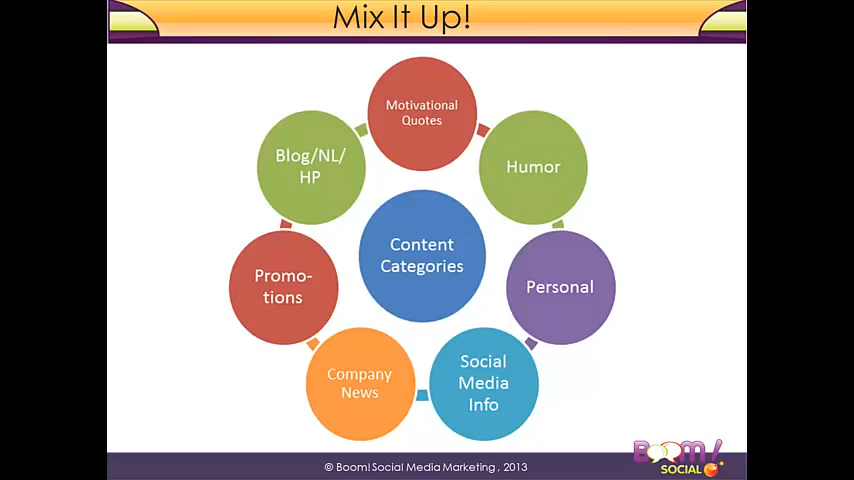 Mix It Up!
Motivational
Quotes
Humor
Personal
Social
Media
Info
Company
News
Promo-
tions
Blog/NL/
HP
Content
Categories
BOOM!
SOCIAL
© Boom!Social Media Marketing , 2013